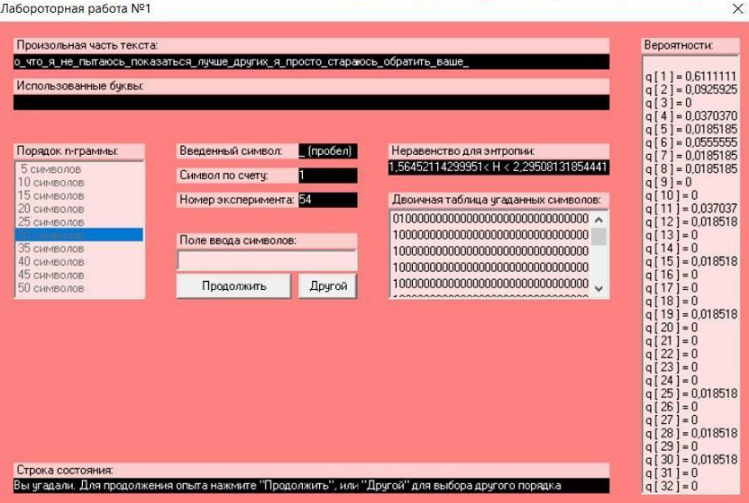 Лабороторная работа №1
Произольная часть текста:
о_что_я_не_пытаюсь_показаться_лучше_других_я_просто_стараюсь_обратить_ваше_
Использованные буквы:
Порядок n-граммы:
5 символов
10 символов
15 символов
20 символов
25 символов
35 символов
40 символов
45 символов
50 символов
Введенный символ: _ (пробел)
Символ по счету: 1
Номер эксперимента: 54
Поле ввода символов:
Продолжить Другой
Неравенство для энтропии:
1,56452114299951< H < 2,29508131854441
Двоичная таблица угаданных символов:
01000000000000000000000000000000
10000000000000000000000000000000
10000000000000000000000000000000
10000000000000000000000000000000
10000000000000000000000000000000
Вероятности:
q [ 1 ] = 0,6111111
q [ 2 ] = 0,0925925
q [ 3 ] = 0
q [ 4 ] = 0,0370370
q [ 5 ] = 0,0185185
q [ 6 ] = 0,0555555
q [ 7 ] = 0,0185185
q [ 8 ] = 0,0185185
q [ 9 ] = 0
q [ 10 ] = 0
q [ 11 ] = 0,037037
q [ 12 ] = 0,018518
q [ 13 ] = 0
q [ 14 ] = 0
q [ 15 ] = 0,018518
q [ 16 ] = 0
q [ 17 ] = 0
q [ 18 ] = 0
q [ 19 ] = 0,018518
q [ 20 ] = 0
q [ 21 ] = 0
q [ 22 ] = 0
q [ 23 ] = 0
q [ 24 ] = 0
q [ 25 ] = 0,018518
q [ 26 ] = 0
q [ 27 ] = 0
q [ 28 ] = 0,018518
q [ 29 ] = 0
q [ 30 ] = 0,018518
q [ 31 ] = 0
q [ 32 ] = 0
Строка состояния:
Вы угадали. Для продолжения опыта нажмите "Продолжить", или "Другой" для выбора другого порядка